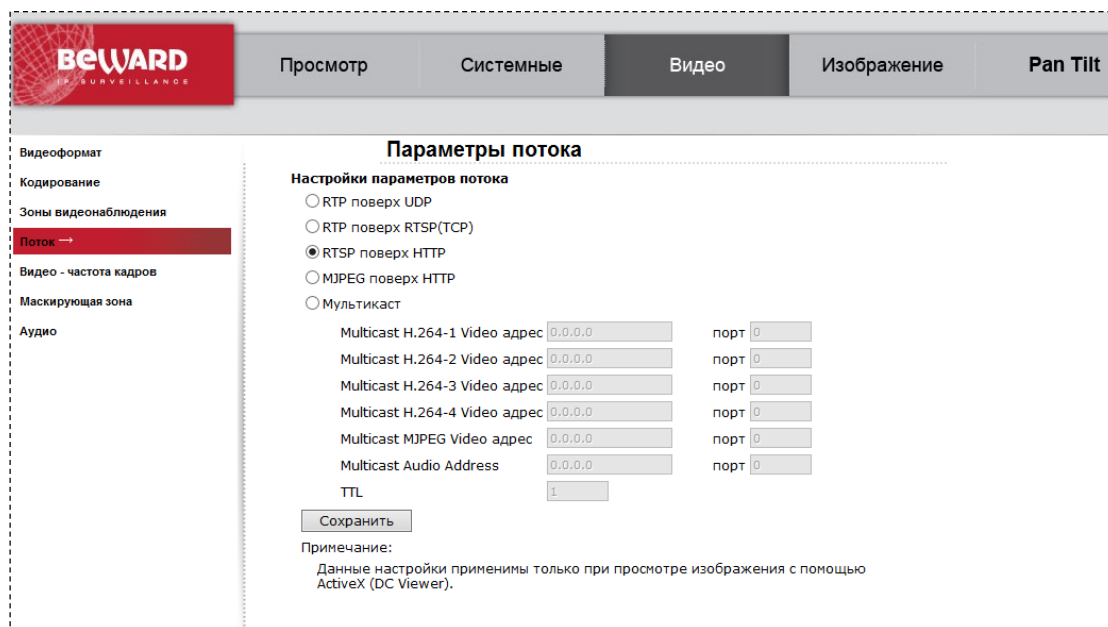 BEWARD
IP SURVEILLANCE
Просмотр
Системные
Видео
Изображение
Pan Tilt
Видеоформат
Кодирование
Зоны видеонаблюдения
Поток →
Видео - частота кадров
Маскирующая зона
Аудио
Параметры потока
Настройки параметров потока
RTP поверх UDP
RTP поверх RTSP(TCP)
RTSP поверх HTTP
MJPEG поверх HTTP
Мультикаст
Multicast H.264-1 Video адрес 0.0.0.0 порт 0
Multicast H.264-2 Video адрес 0.0.0.0 порт 0
Multicast H.264-3 Video адрес 0.0.0.0 порт 0
Multicast H.264-4 Video адрес 0.0.0.0 порт 0
Multicast MJPEG Video адрес 0.0.0.0 порт 0
Multicast Audio Address 0.0.0.0 порт 0
TTL 1
Сохранить
Примечание:
Данные настройки применимы только при просмотре изображения с помощью
ActiveX (DC Viewer).